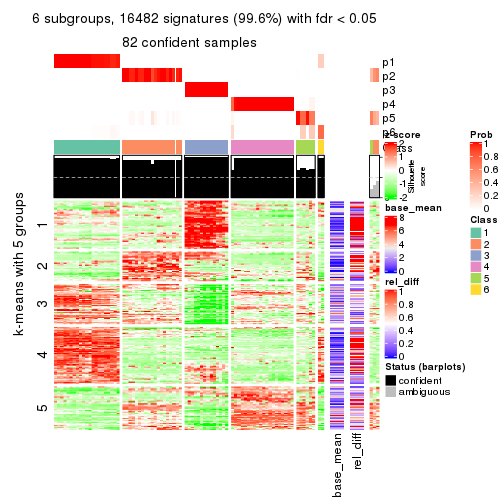 6 subgroups, 16482 signatures (99.6%) with fdr < 0.05
82 confident samples
p1
p2
p3
p4
p5
p6
z-score
2
1
0
-1
-2
Class
Silhouette
score
Prob
1
0.8
0.6
0.4
0.2
0
Class
1
2
3
4
5
6
base_mean
8
6
4
2
0
rel_diff
1
0.8
0.6
0.4
0.2
0
Status (barplots)
confident
ambiguous
k-means with 5 groups
1
2
3
4
5
base_mean
rel_diff